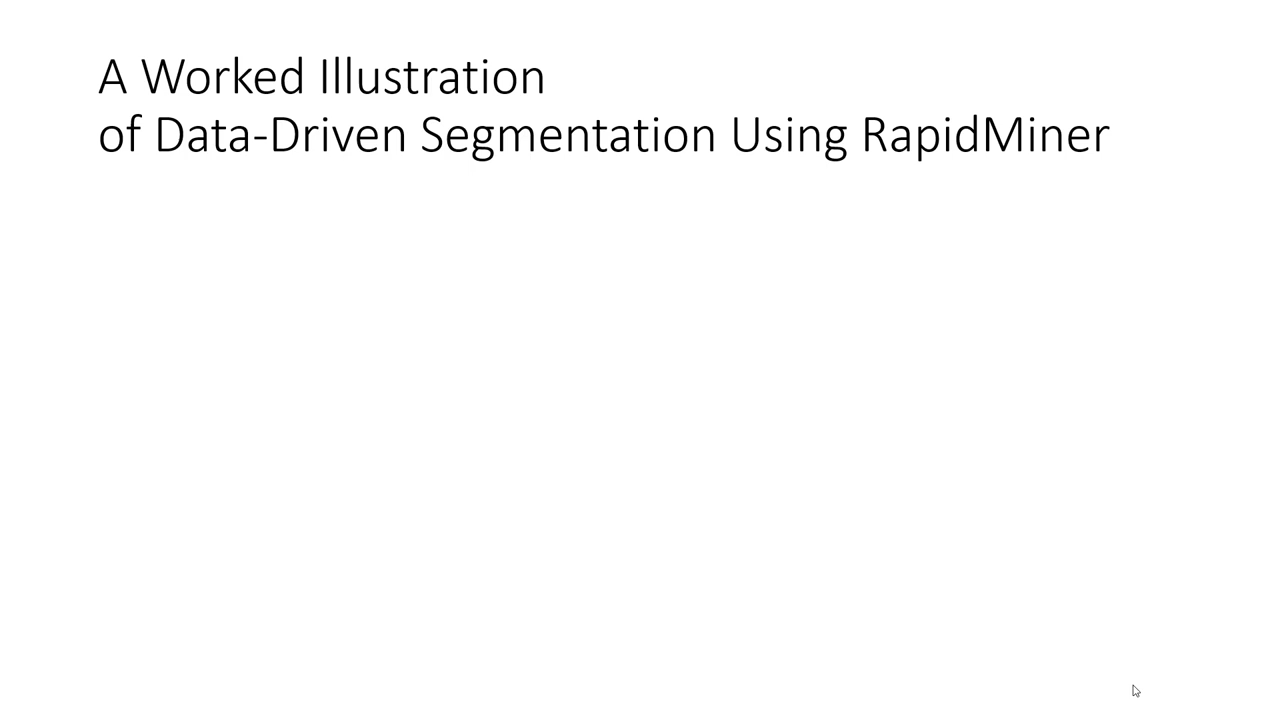 A Worked Illustration
of Data-Driven Segmentation Using RapidMiner